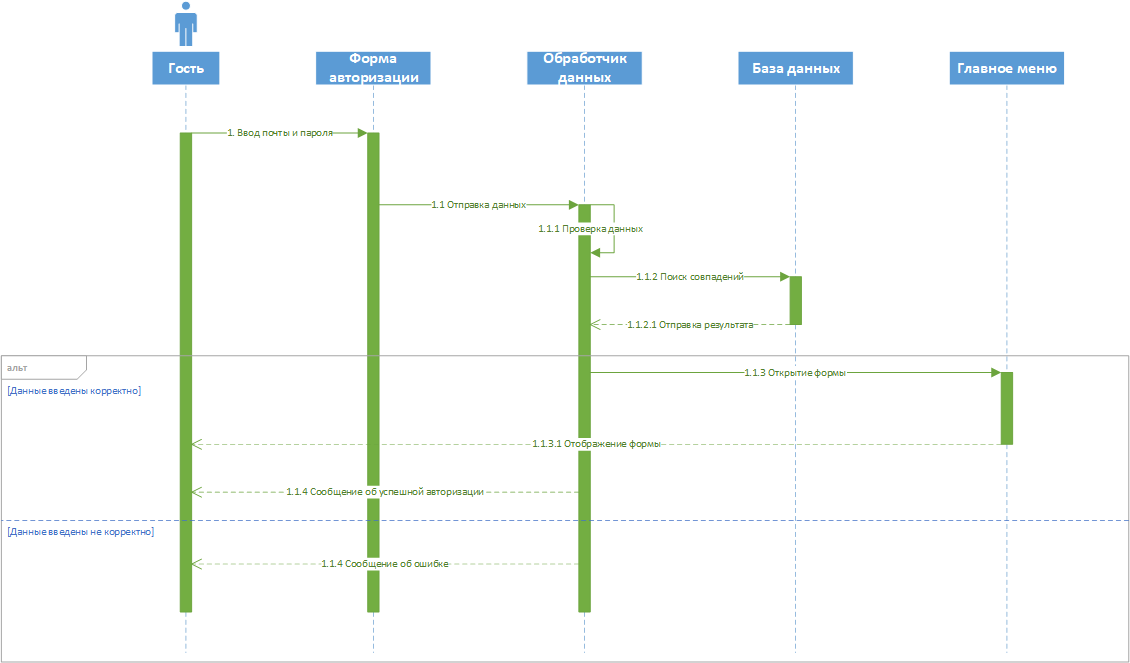 Гость
Форма
авторизации
Обработчик
данных
База данных
Главное меню
1. Ввод почты и пароля
1.1 Отправка данных
1.1.1 Проверка данных
1.1.2 Поиск совпадений
1.1.2.1 Отправка результата
альт
1.1.3 Открытие формы
[Данные введены корректно]
1.1.3.1 Отображение формы
1.1.4 Сообщение об успешной авторизации
[Данные введены не корректно]
1.1.4 Сообщение об ошибке